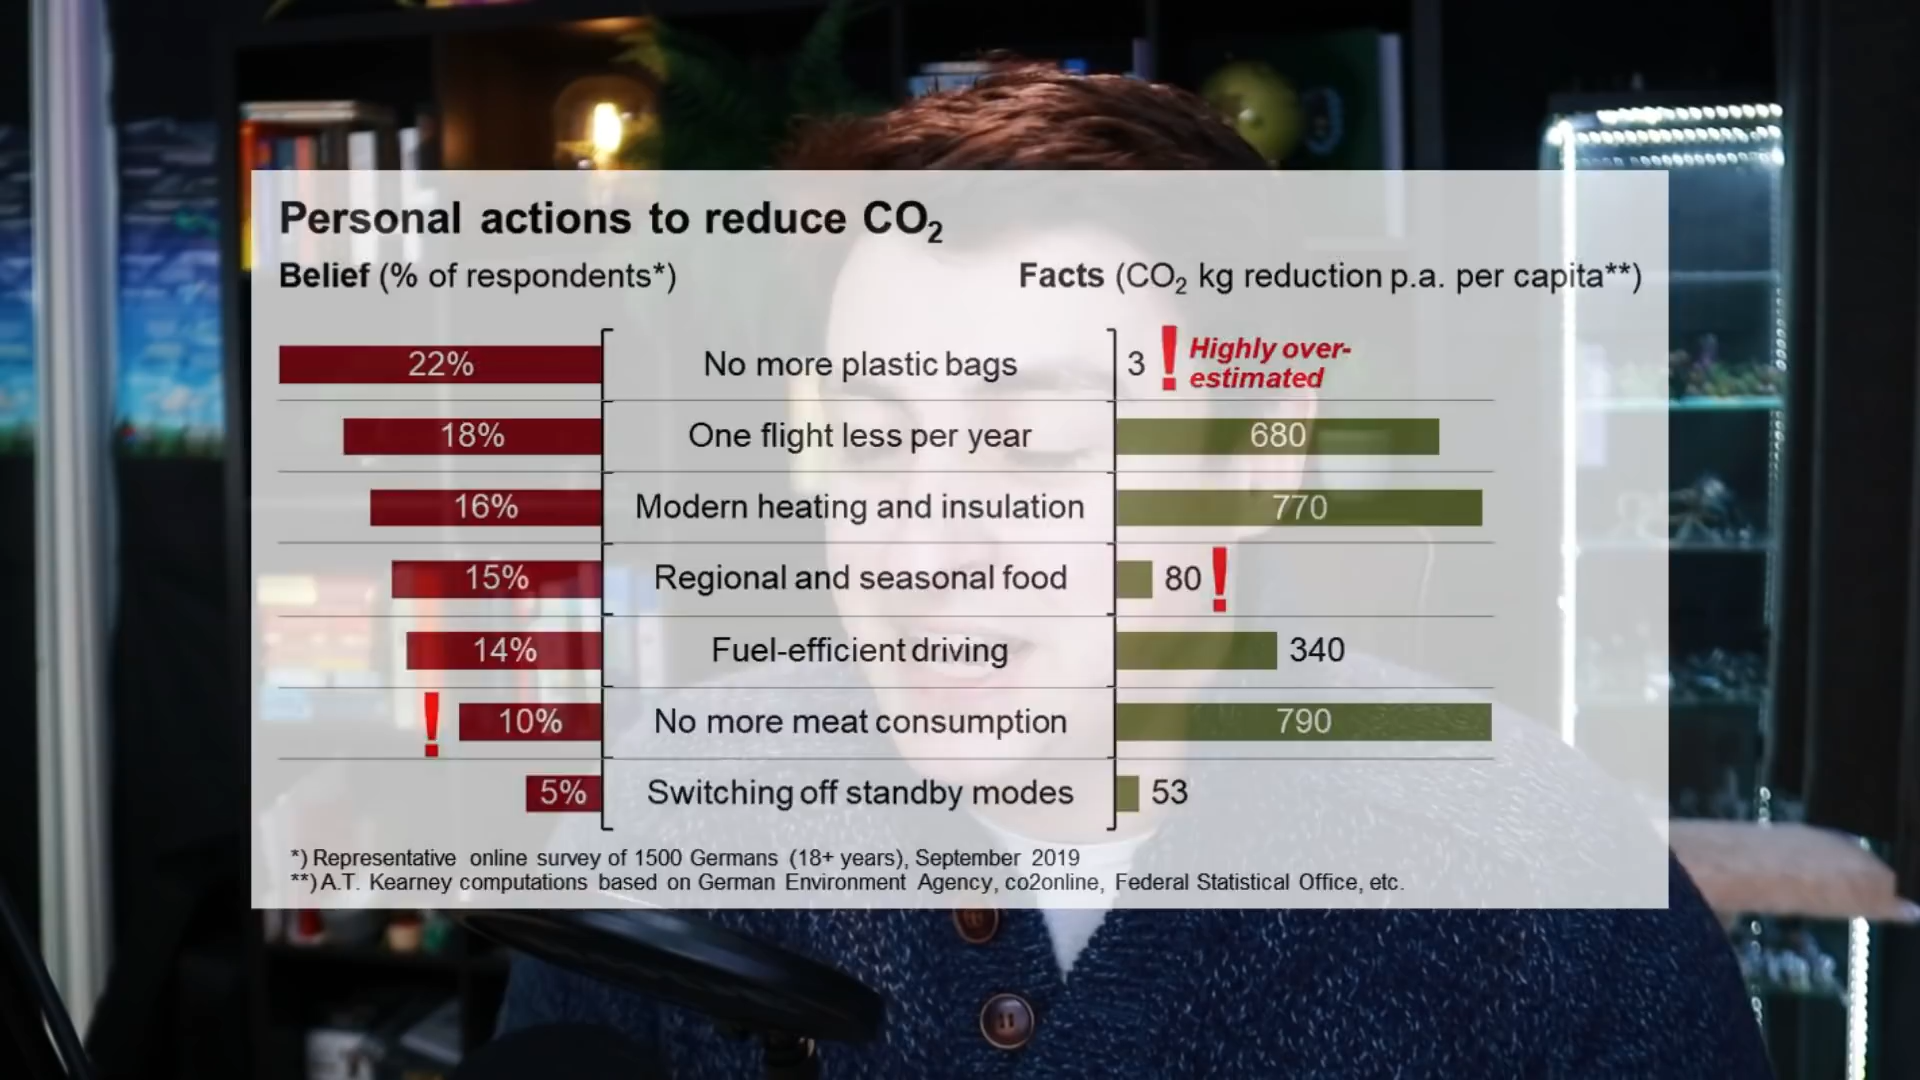 Personal actions to reduce CO₂
Belief (% of respondents*)
Facts (CO₂ kg reduction p.a. per capita**)
22% No more plastic bags 3 ! Highly over-
estimated
18% One flight less per year 680
16% Modern heating and insulation 770
15% Regional and seasonal food 80 !
14% Fuel-efficient driving 340
! 10% No more meat consumption 790
5% Switching off standby modes 53
*) Representative online survey of 1500 Germans (18+ years), September 2019
**) A.T. Kearney computations based on German Environment Agency, co2online, Federal Statistical Office, etc.